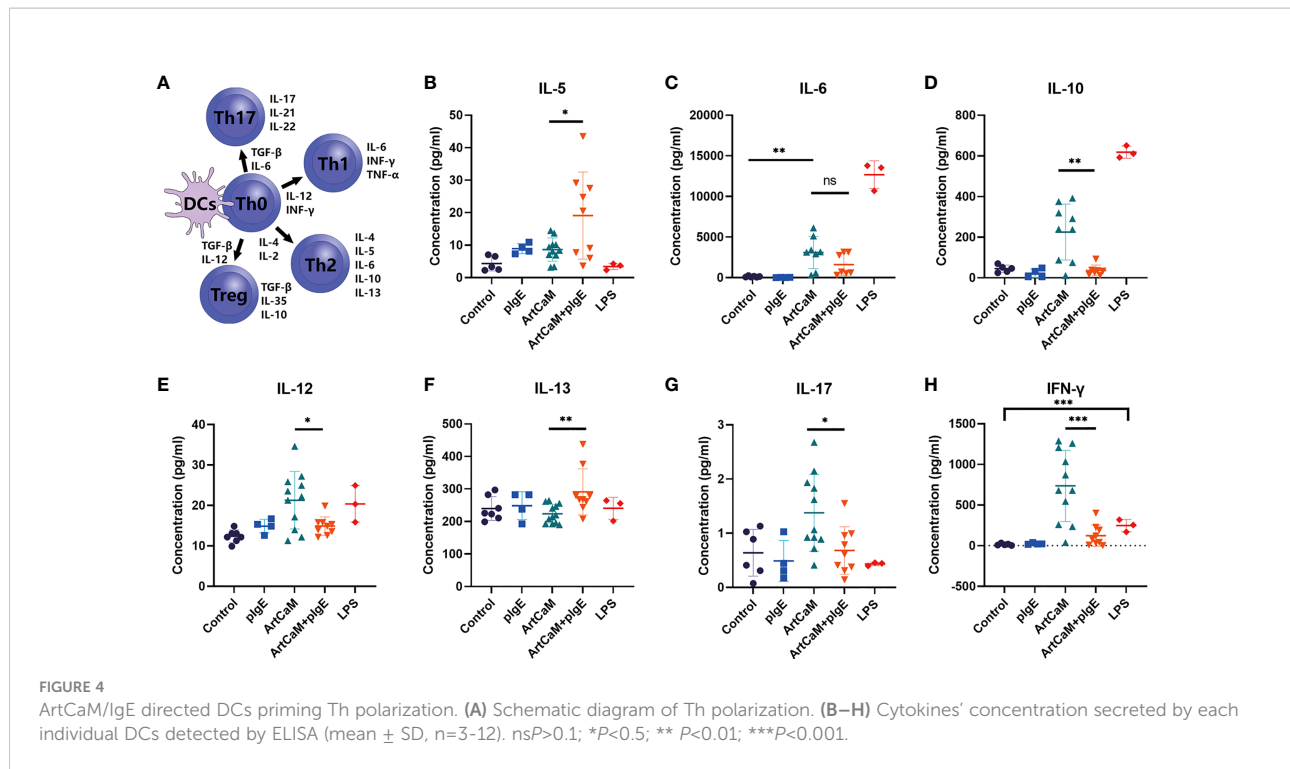 A
Th17
IL-17
IL-21
IL-22
TGF-β
IL-6
Th1
IL-6
INF-γ
TNF-α
DCs
Th0
IL-12
INF-γ
TGF-β
IL-12
IL-4
IL-2
Treg
TGF-β
IL-35
IL-10
Th2
IL-4
IL-5
IL-6
IL-10
IL-13
B
IL-5
Concentration (pg/ml)
50
40
30
20
10
0
*
Control
pIgE
ArtCaM
ArtCaM+pIgE
LPS
C
IL-6
Concentration (pg/ml)
20000
15000
10000
5000
0
**
ns
Control
pIgE
ArtCaM
ArtCaM+pIgE
LPS
D
IL-10
Concentration (pg/ml)
800
600
400
200
0
**
Control
pIgE
ArtCaM
ArtCaM+pIgE
LPS
E
IL-12
Concentration (pg/ml)
40
30
20
10
0
*
Control
pIgE
ArtCaM
ArtCaM+pIgE
LPS
F
IL-13
Concentration (pg/ml)
500
400
300
200
100
0
**
Control
pIgE
ArtCaM
ArtCaM+pIgE
LPS
G
IL-17
Concentration (pg/ml)
3
2
1
0
*
Control
pIgE
ArtCaM
ArtCaM+pIgE
LPS
H
IFN-γ
Concentration (pg/ml)
1500
1000
500
0
-500
***
***
Control
pIgE
ArtCaM
ArtCaM+pIgE
LPS
FIGURE 4
ArtCaM/IgE directed DCs priming Th polarization. (A) Schematic diagram of Th polarization. (B–H) Cytokines' concentration secreted by each
individual DCs detected by ELISA (mean ± SD, n=3-12). nsP>0.1; *P<0.5; ** P<0.01; ***P<0.001.